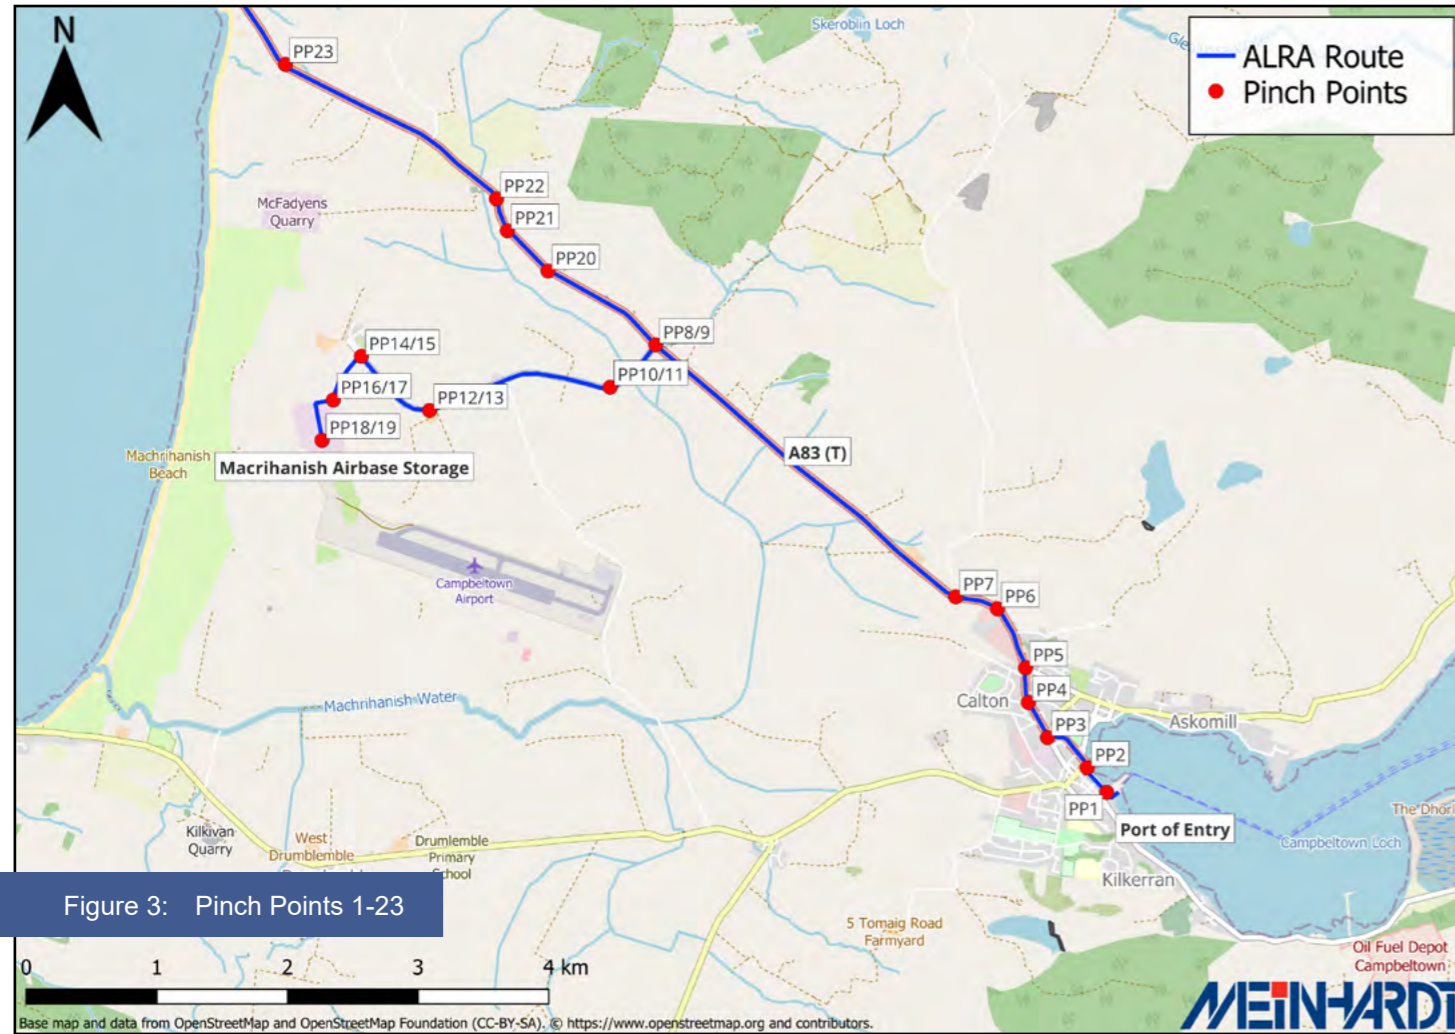 N
Skeroblin Loch
ALRA Route
Pinch Points
PP23
McFadyens
Quarry
PP22
PP21
PP20
PP8/9
PP14/15
PP10/11
PP16/17
PP12/13
PP18/19
Machrihanish
Beach
Macrihanish Airbase Storage
A83 (T)
Campbeltown
Airport
PP7
PP6
PP5
PP4
Calton
PP3
Askomill
Machrihanish Water
PP2
PP1
Port of Entry
The Dhori
Campbeltown Loch
Kilkivan
Quarry
West
Drumblemble
Drumlemble
Primary
School
Kilkerran
Figure 3: Pinch Points 1-23
5 Tomaig Road
Farmyard
Oil Fuel Depot
Campbeltown
0 1 2 3 4 km
MEINHARDT
Base map and data from OpenStreetMap and OpenStreetMap Foundation (CC-BY-SA). © https://www.openstreetmap.org and contributors.